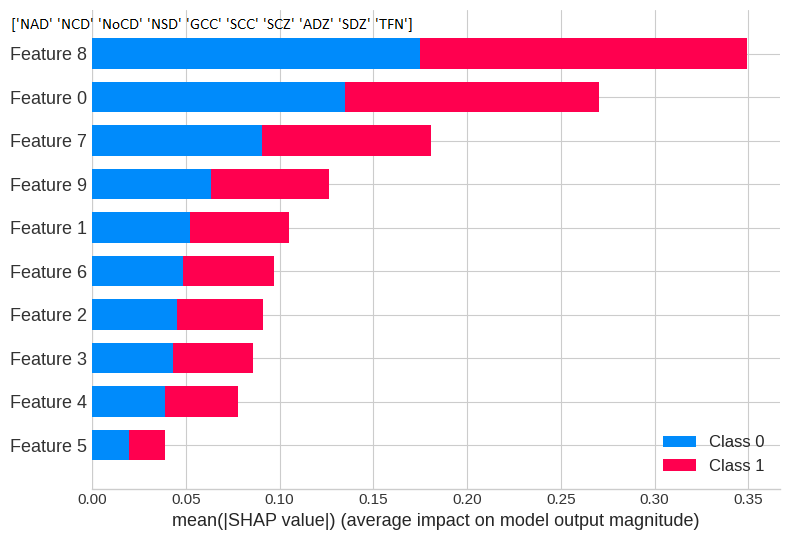 ['NAD' 'NCD' 'NoCD' 'NSD' 'GCC' 'SCC' 'SCZ' 'ADZ' 'SDZ' 'TFN']
Feature 8
Feature 0
Feature 7
Feature 9
Feature 1
Feature 6
Feature 2
Feature 3
Feature 4
Feature 5
Class 0
Class 1
0.00 0.05 0.10 0.15 0.20 0.25 0.30 0.35
mean(|SHAP value|) (average impact on model output magnitude)